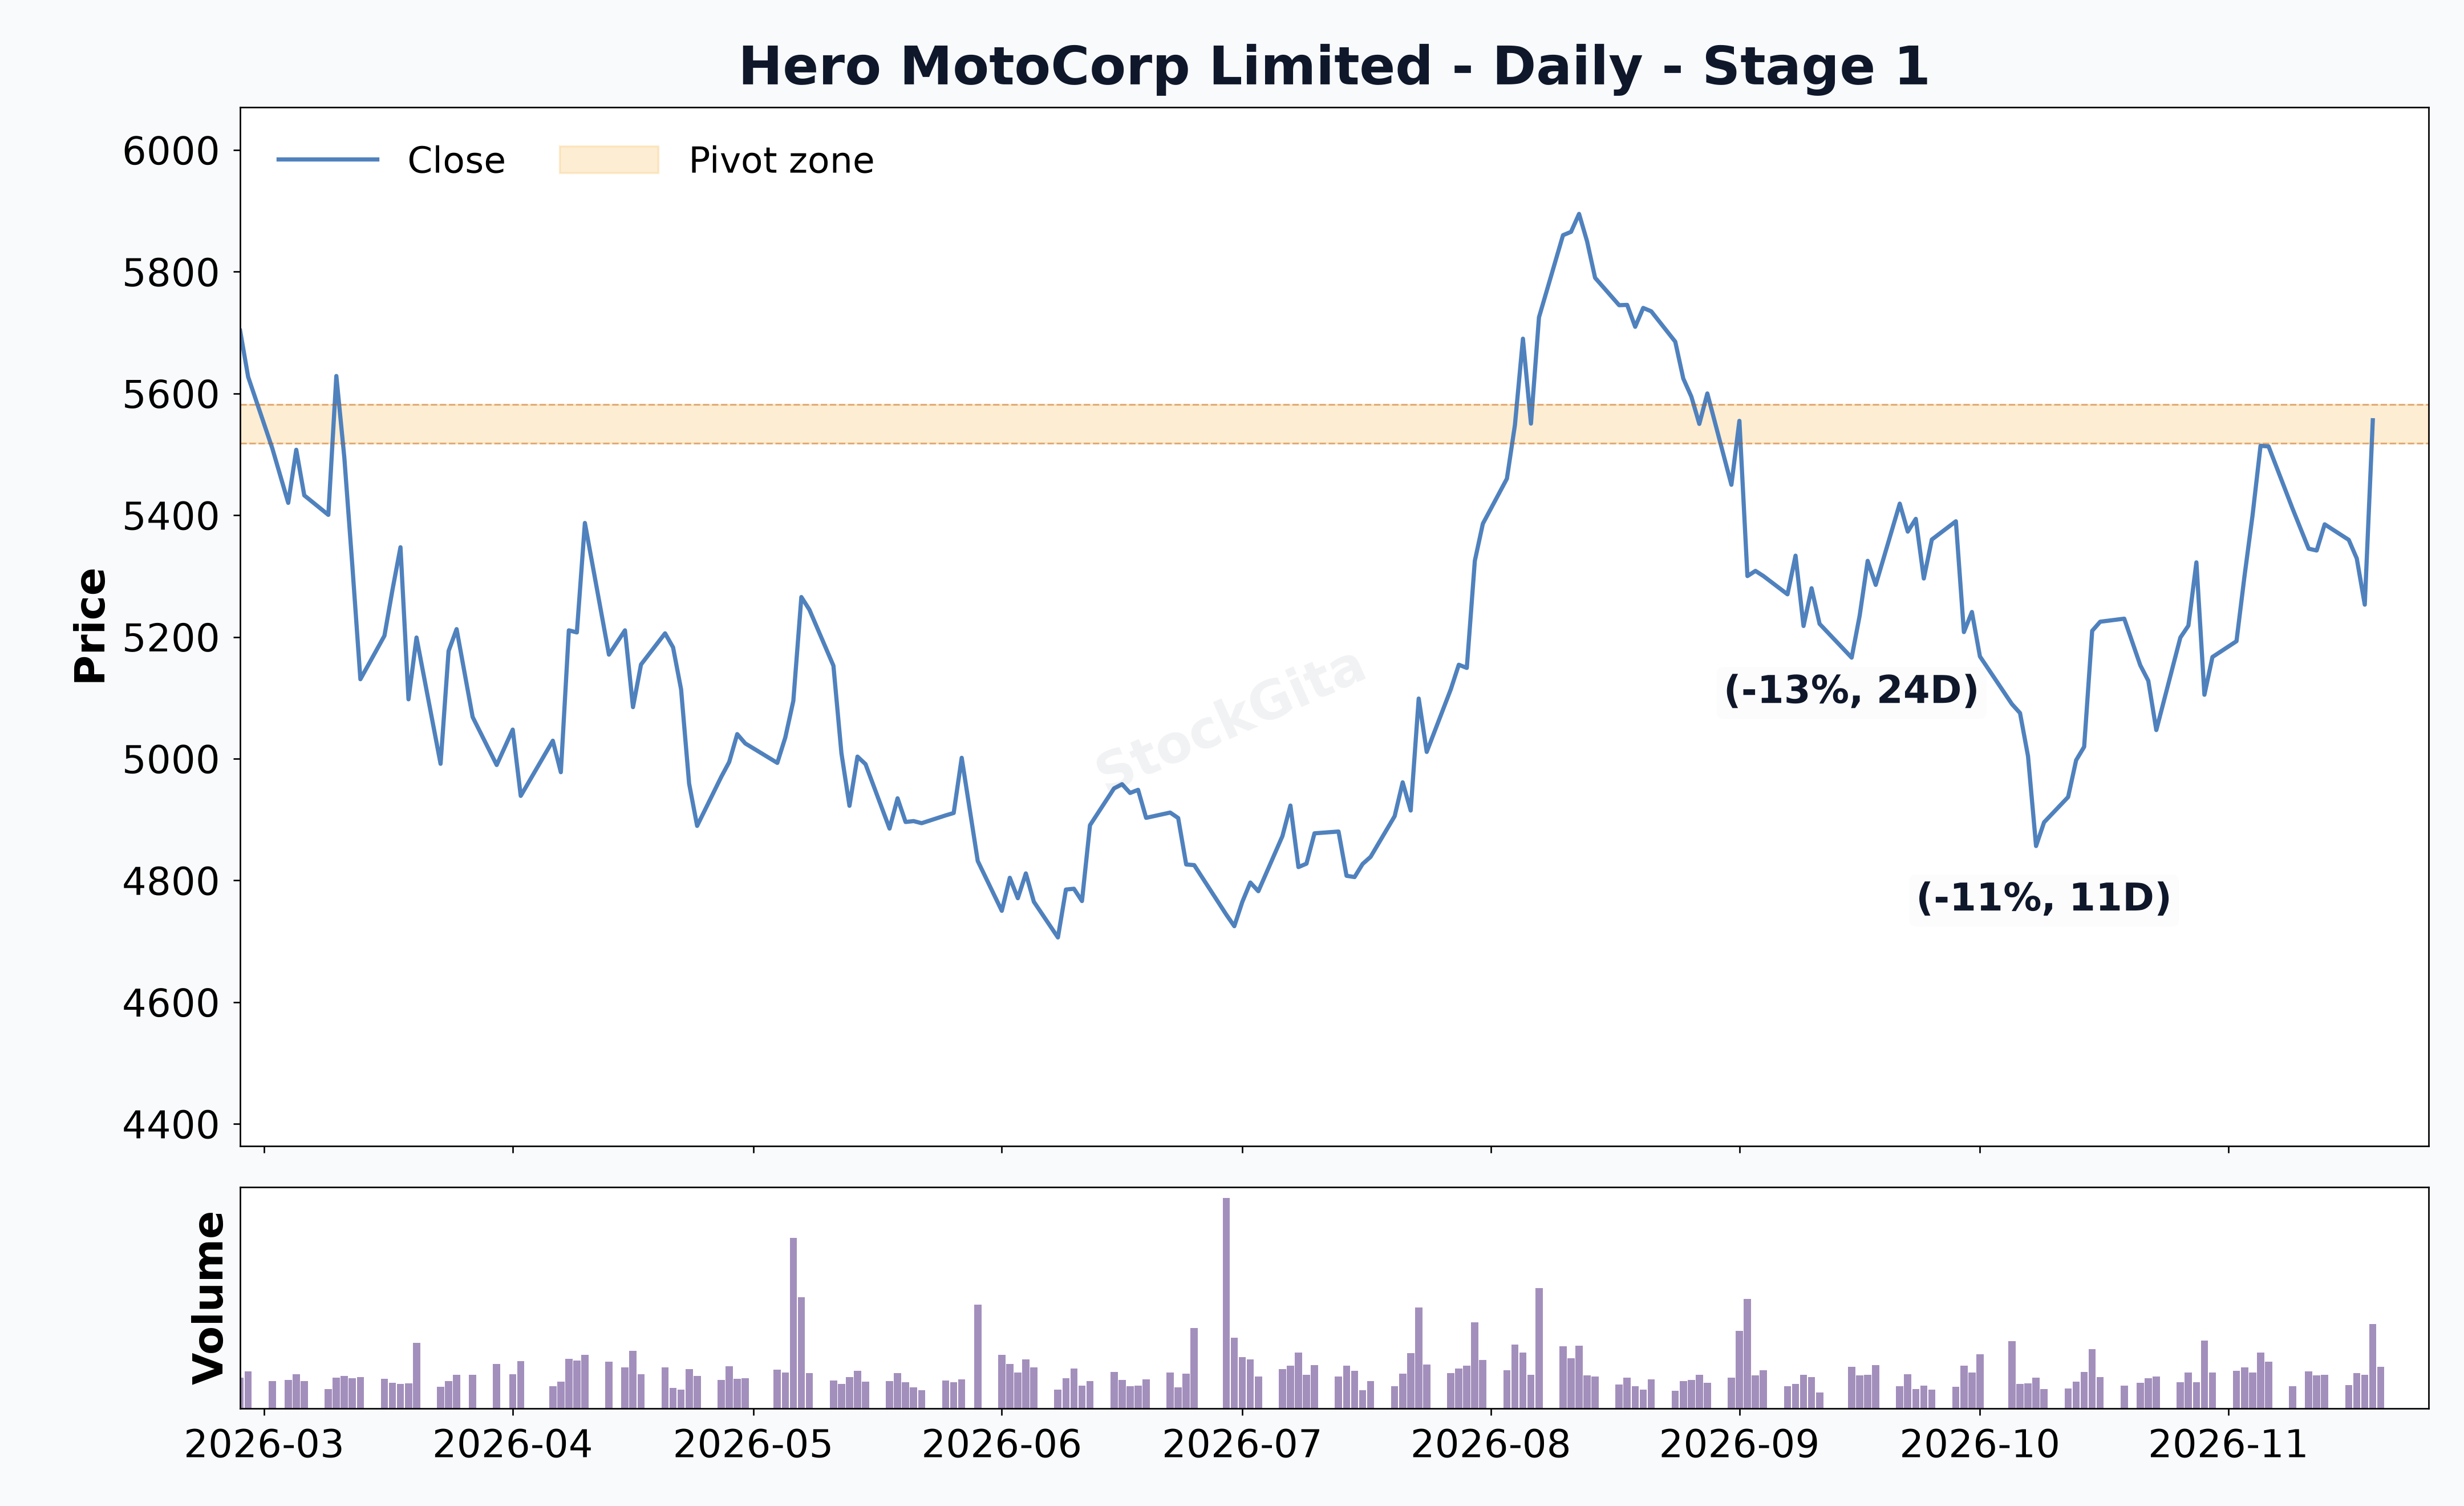 Hero MotoCorp Limited - Daily - Stage 1
Close
Pivot zone
6000
5800
5600
5400
5200
5000
4800
4600
4400
Price
StockGita
(-13%, 24D)
(-11%, 11D)
Volume
2026-03
2026-04
2026-05
2026-06
2026-07
2026-08
2026-09
2026-10
2026-11